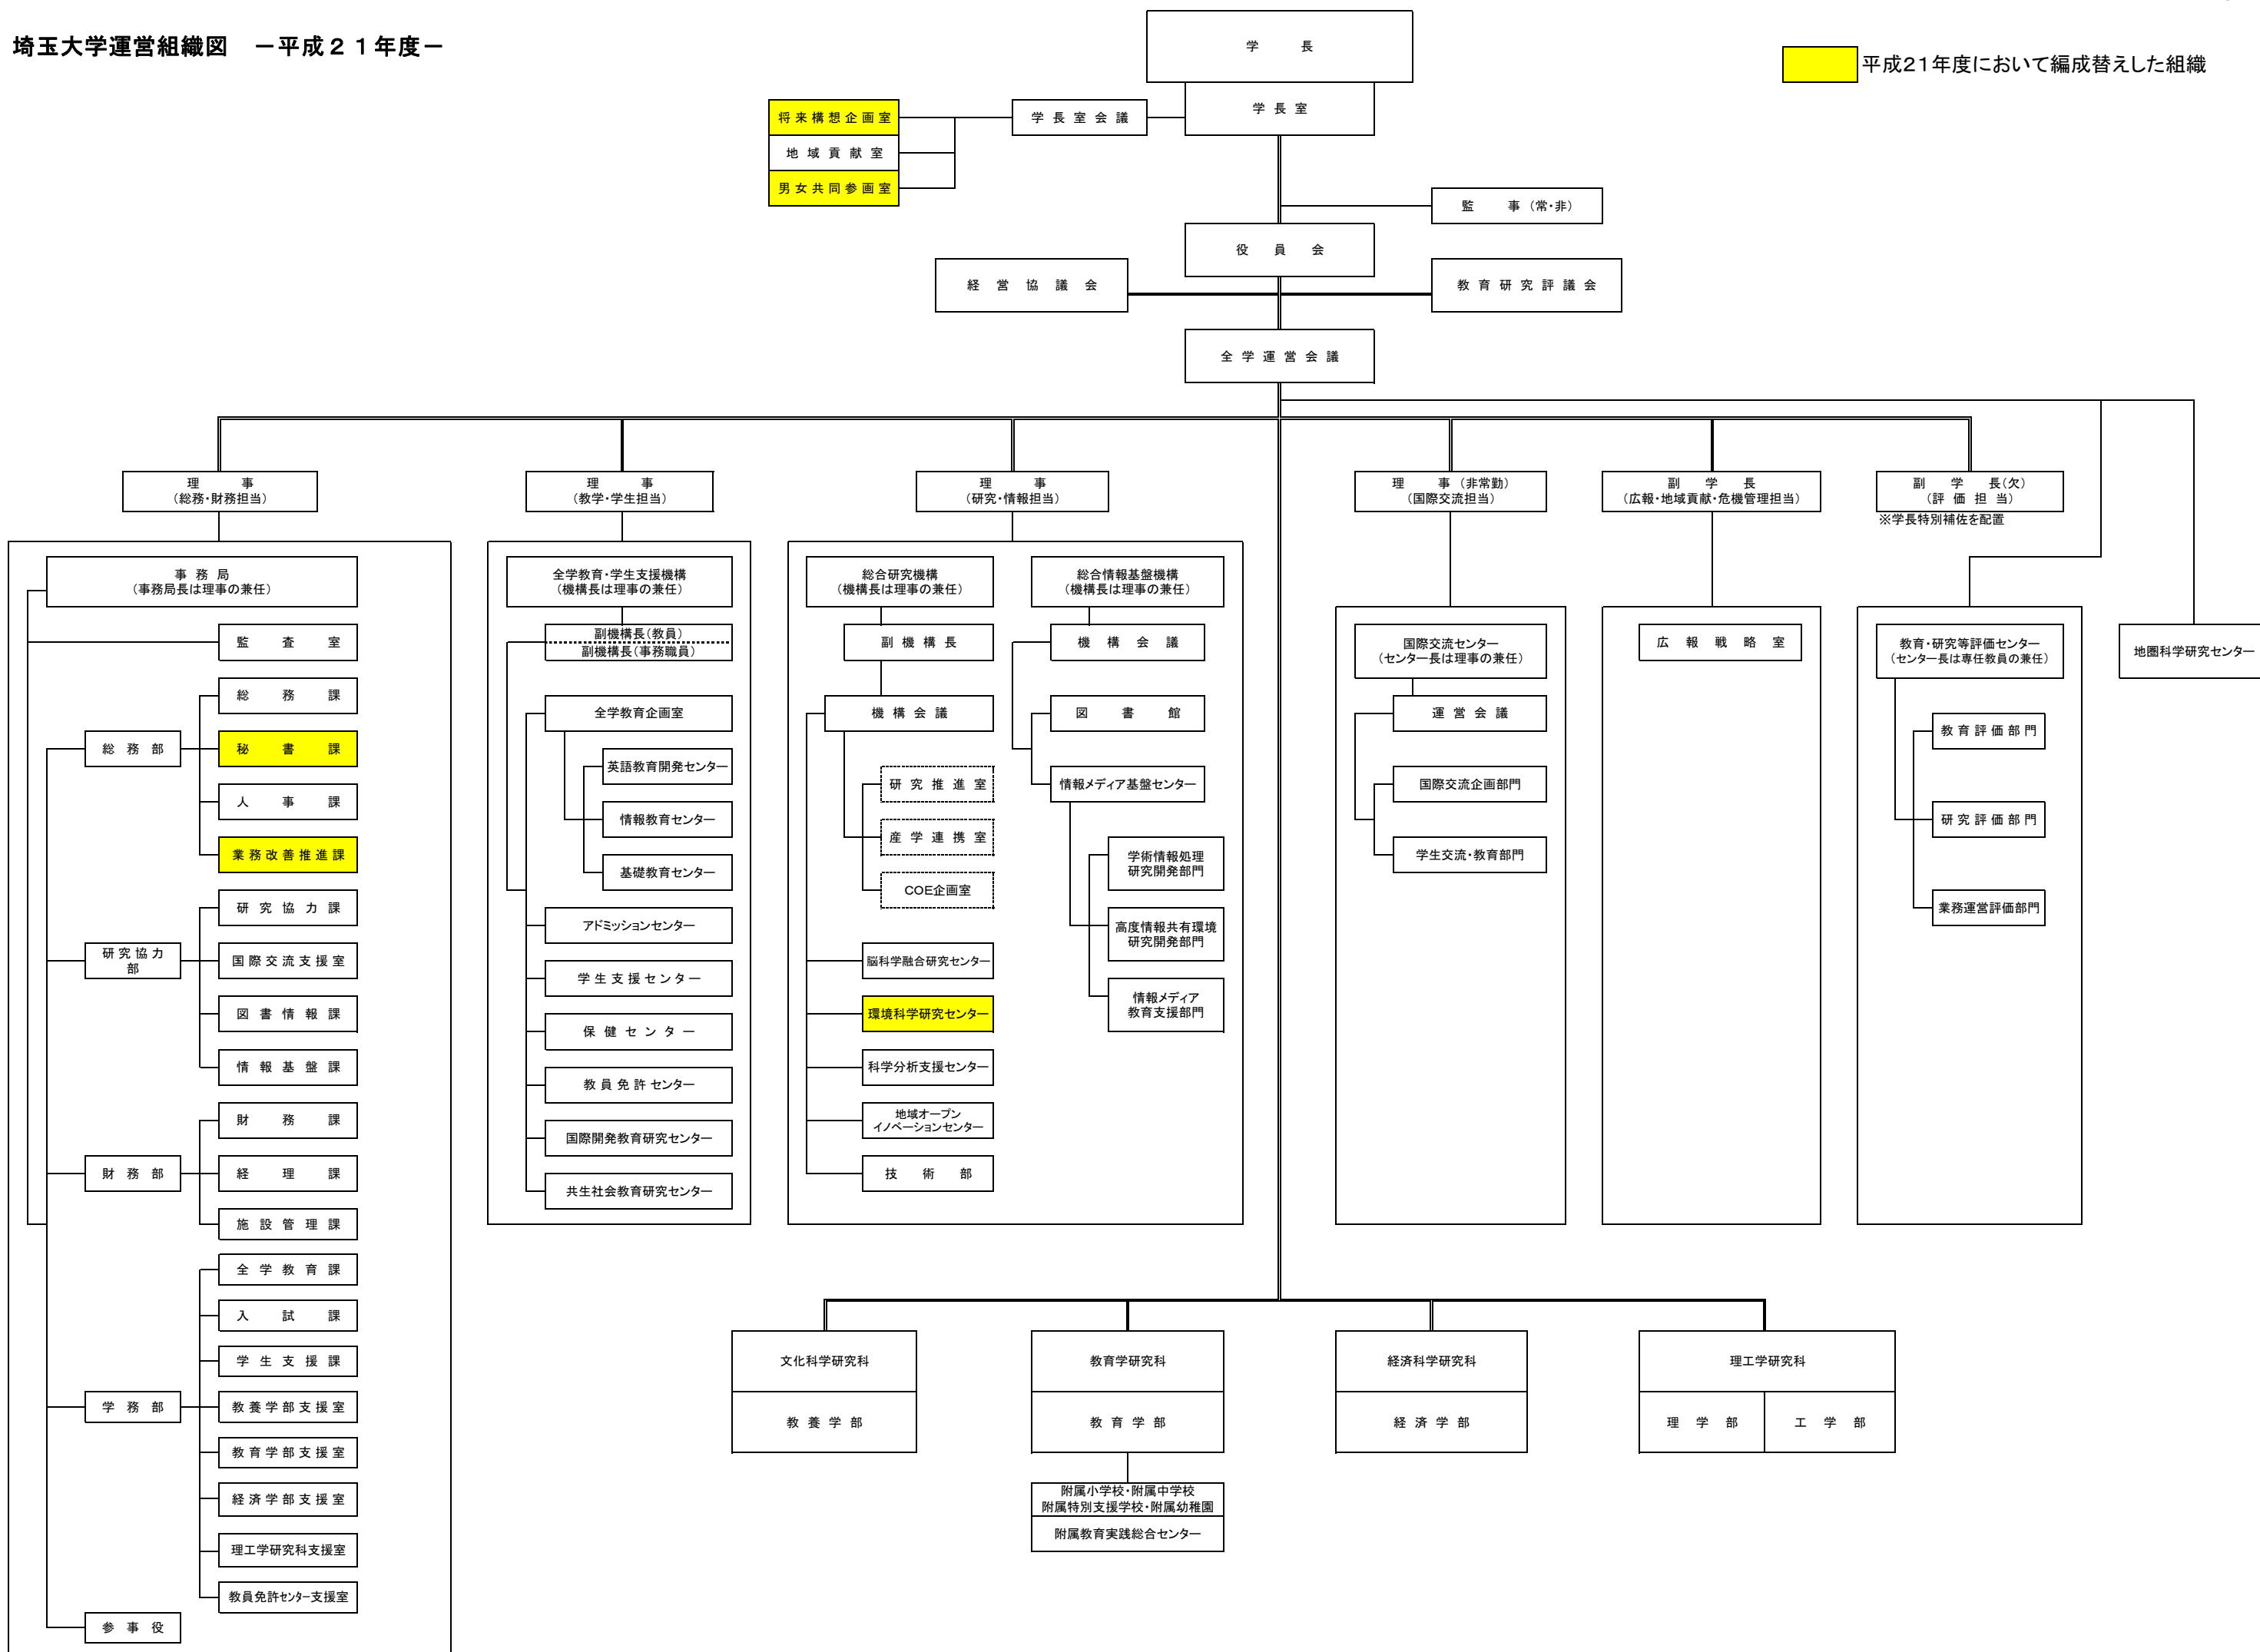 埼玉大学運営組織図　－平成２１年度－
平成21年度において編成替えした組織
学　長
学長室
学長室会議
将来構想企画室
地域貢献室
男女共同参画室
監　事（常・非）
役員会
経営協議会
教育研究評議会
全学運営会議
理　事
（総務・財務担当）
理　事
（教学・学生担当）
理　事
（研究・情報担当）
理　事（非常勤）
（国際交流担当）
副学長
（広報・地域貢献・危機管理担当）
副学長（欠）
（評価担当）
※学長特別補佐を配置
事務局
（事務局長は理事の兼任）
監査室
総務部
総務課
秘書課
人事課
業務改善推進課
研究協力
部
研究協力課
国際交流支援室
図書情報課
情報基盤課
財務部
財務課
経理課
施設管理課
学務部
全学教育課
入試課
学生支援課
教養学部支援室
教育学部支援室
経済学部支援室
理工学研究科支援室
教員免許センター支援室
参事役
全学教育・学生支援機構
（機構長は理事の兼任）
副機構長（教員）
副機構長（事務職員）
全学教育企画室
英語教育開発センター
情報教育センター
基礎教育センター
アドミッションセンター
学生支援センター
保健センター
教員免許センター
国際開発教育研究センター
共生社会教育研究センター
総合研究機構
（機構長は理事の兼任）
副機構長
機構会議
研究推進室
産学連携室
COE企画室
脳科学融合研究センター
環境科学研究センター
科学分析支援センター
地域オープン
イノベーションセンター
技術部
総合情報基盤機構
（機構長は理事の兼任）
機構会議
図書館
情報メディア基盤センター
学術情報処理
研究開発部門
高度情報共有環境
研究開発部門
情報メディア
教育支援部門
国際交流センター
（センター長は理事の兼任）
運営会議
国際交流企画部門
学生交流・教育部門
広報戦略室
教育・研究等評価センター
（センター長は専任教員の兼任）
教育評価部門
研究評価部門
業務運営評価部門
地圏科学研究センター
文化科学研究科
教養学部
教育学研究科
教育学部
附属小学校・附属中学校
附属特別支援学校・附属幼稚園
附属教育実践総合センター
経済科学研究科
経済学部
理工学研究科
理学部
工学部